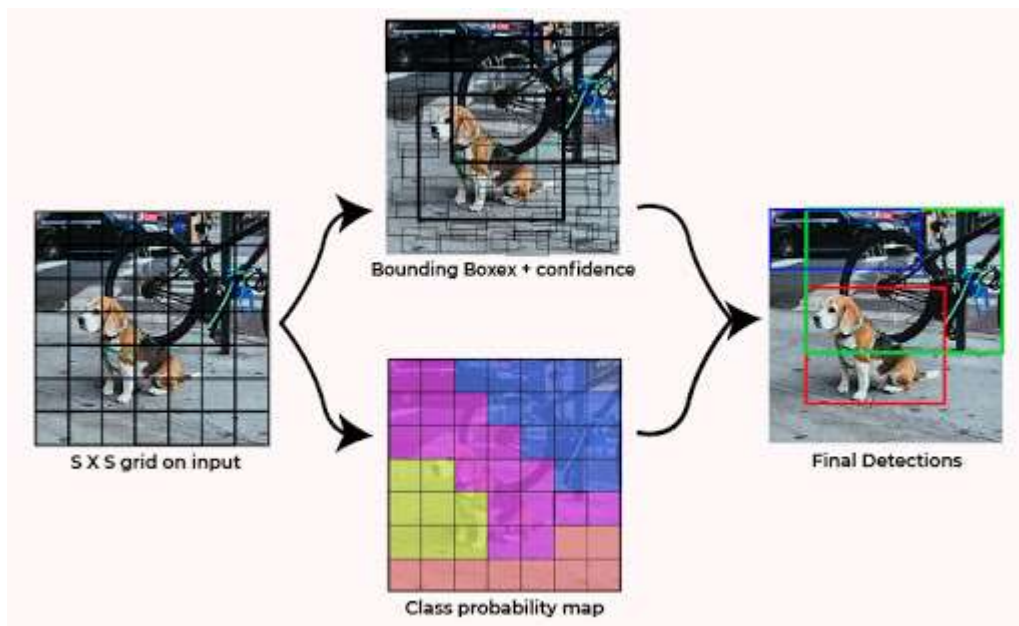 Bounding Boxex + confidence
S X S grid on input
Final Detections
Class probability map